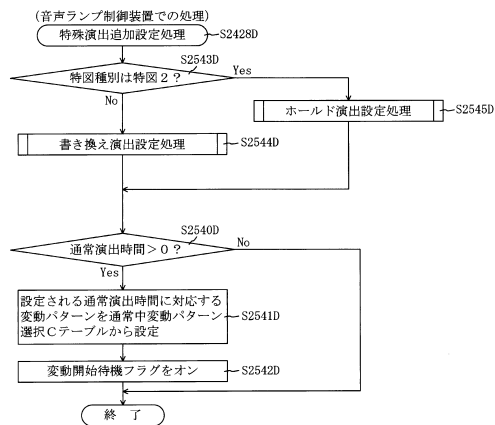 (音声ランプ制御装置での処理)
特殊演出追加設定処理
S2428D
S2543D
特図種別は特図2?
Yes
No
ホールド演出設定処理
S2545D
書き換え演出設定処理
S2544D
S2540D
通常演出時間>0?
No
Yes
設定される通常演出時間に対応する
変動パターンを通常中変動パターン
選択Cテーブルから設定
S2541D
変動開始待機フラグをオン
S2542D
終 了